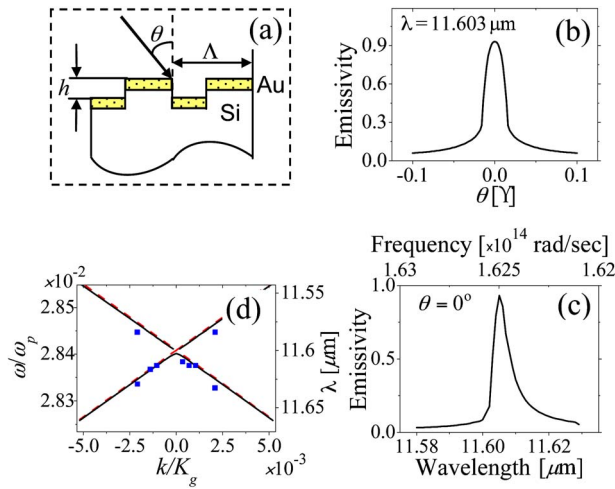 (a)
θ
Λ
h
Au
Si
(b)
λ = 11.603 μm
Emissivity
0.9
0.6
0.3
0.0
-0.1 0.0 0.1
θ [Υ]
(d)
×10⁻²
2.85
2.84
2.83
ω/ωₚ
11.55
11.6
11.65
λ [μm]
-5.0 -2.5 0.0 2.5 5.0
k/K_g ×10⁻³
Frequency [×10¹⁴ rad/sec]
1.63 1.625 1.62
(c)
θ = 0°
Emissivity
1.0
0.5
0.0
11.58 11.60 11.62
Wavelength [μm]